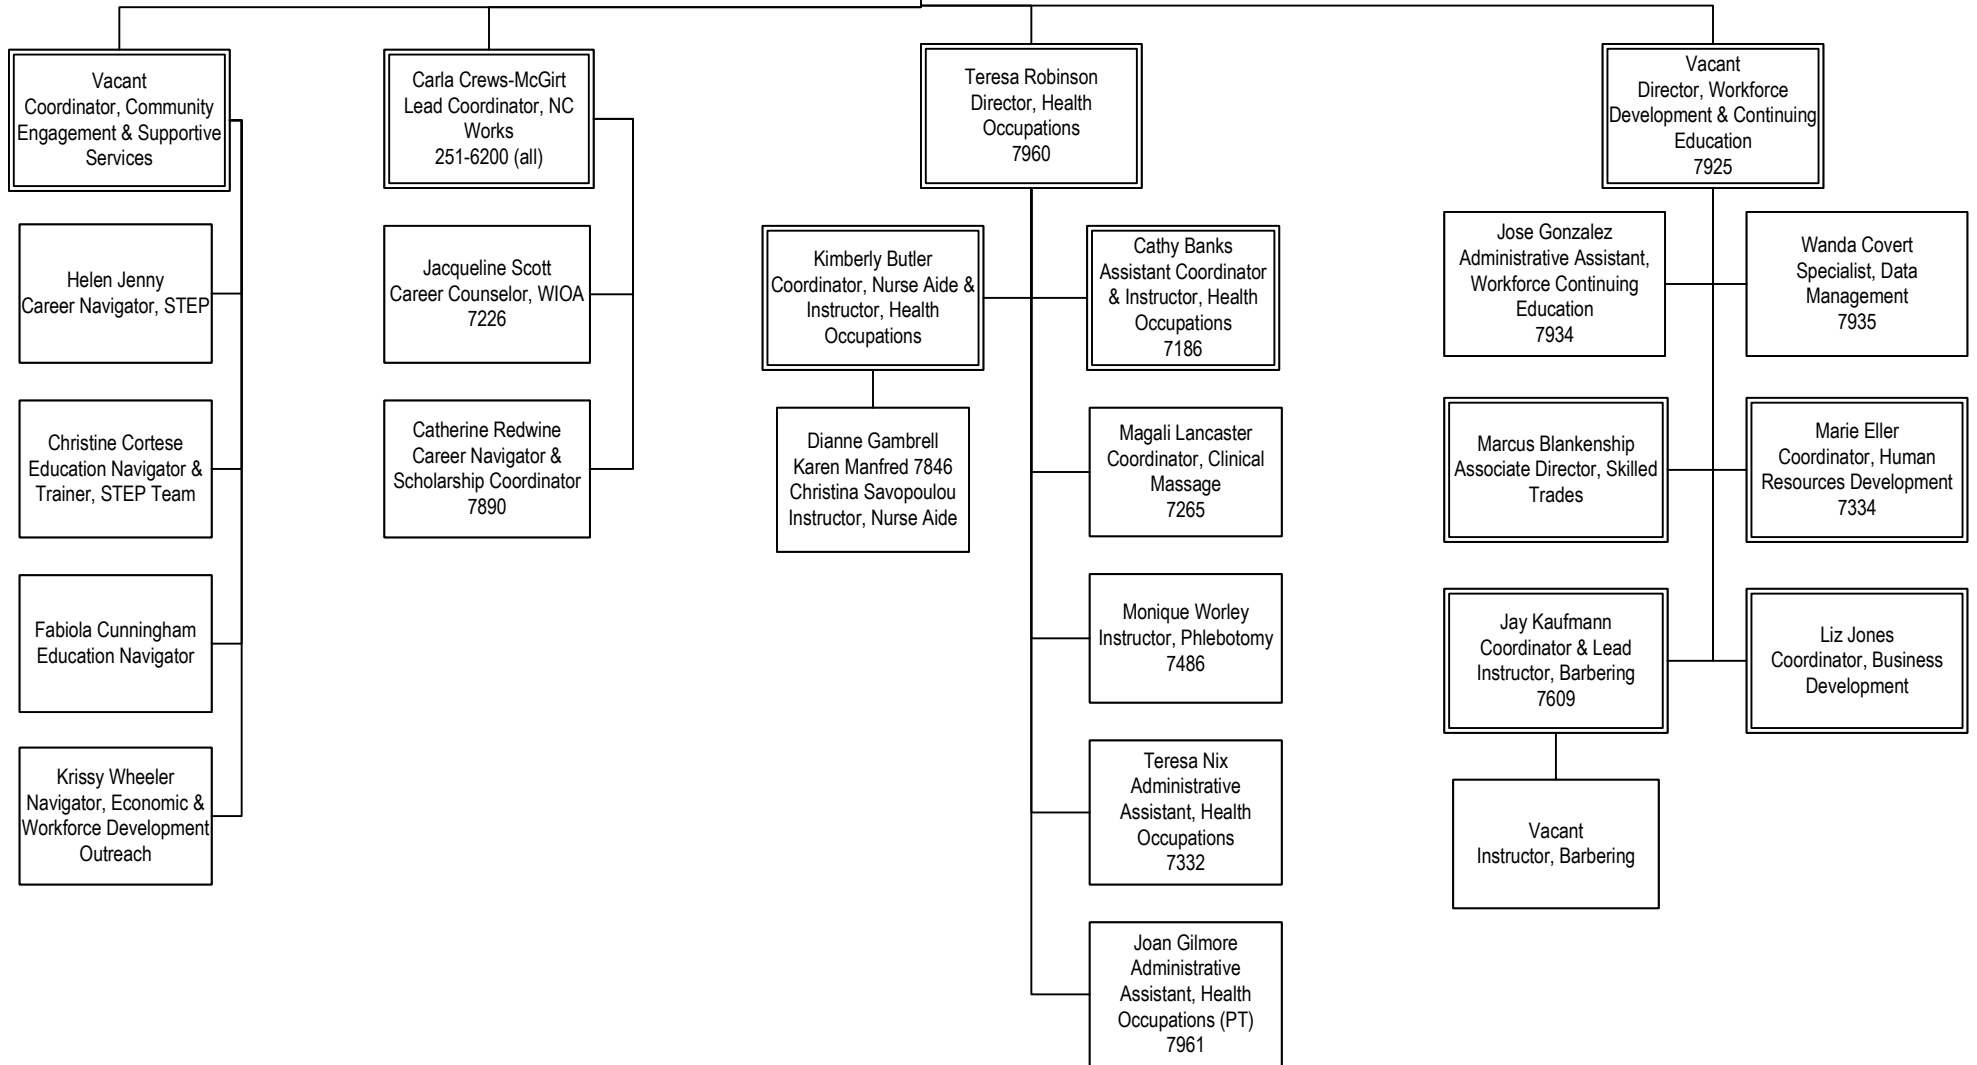 Vacant
Coordinator, Community
Engagement & Supportive
Services
Helen Jenny
Career Navigator, STEP
Christine Cortese
Education Navigator &
Trainer, STEP Team
Fabiola Cunningham
Education Navigator
Krissy Wheeler
Navigator, Economic &
Workforce Development
Outreach
Carla Crews-McGirt
Lead Coordinator, NC
Works
251-6200 (all)
Jacqueline Scott
Career Counselor, WIOA
7226
Catherine Redwine
Career Navigator &
Scholarship Coordinator
7890
Teresa Robinson
Director, Health
Occupations
7960
Kimberly Butler
Coordinator, Nurse Aide &
Instructor, Health
Occupations
Dianne Gambrell
Karen Manfred 7846
Christina Savopoulou
Instructor, Nurse Aide
Cathy Banks
Assistant Coordinator
& Instructor, Health
Occupations
7186
Magali Lancaster
Coordinator, Clinical
Massage
7265
Monique Worley
Instructor, Phlebotomy
7486
Teresa Nix
Administrative
Assistant, Health
Occupations
7332
Joan Gilmore
Administrative
Assistant, Health
Occupations (PT)
7961
Vacant
Director, Workforce
Development & Continuing
Education
7925
Jose Gonzalez
Administrative Assistant,
Workforce Continuing
Education
7934
Wanda Covert
Specialist, Data
Management
7935
Marcus Blankenship
Associate Director, Skilled
Trades
Marie Eller
Coordinator, Human
Resources Development
7334
Jay Kaufmann
Coordinator & Lead
Instructor, Barbering
7609
Liz Jones
Coordinator, Business
Development
Vacant
Instructor, Barbering